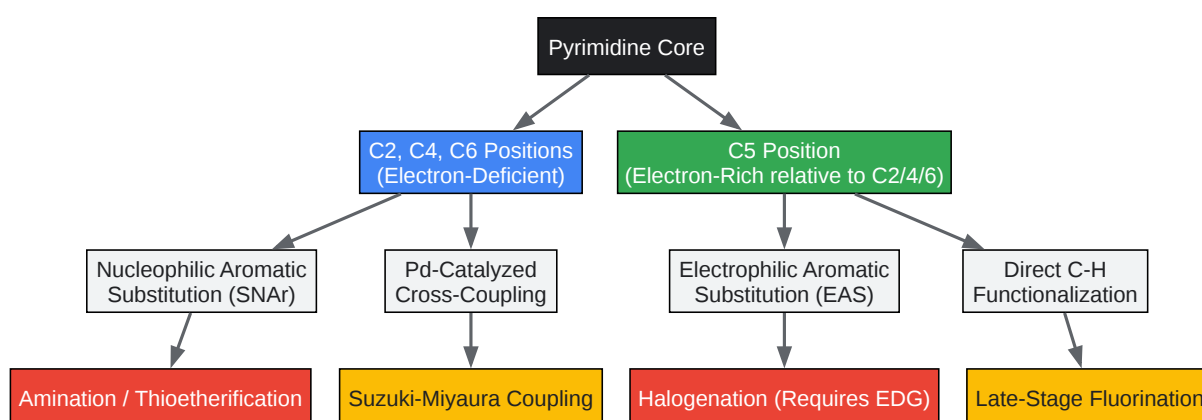 Pyrimidine Core
C2, C4, C6 Positions
(Electron-Deficient)
C5 Position
(Electron-Rich relative to C2/4/6)
Nucleophilic Aromatic
Substitution (SNAr)
Pd-Catalyzed
Cross-Coupling
Electrophilic Aromatic
Substitution (EAS)
Direct C-H
Functionalization
Amination / Thioetherification
Suzuki-Miyaura Coupling
Halogenation (Requires EDG)
Late-Stage Fluorination